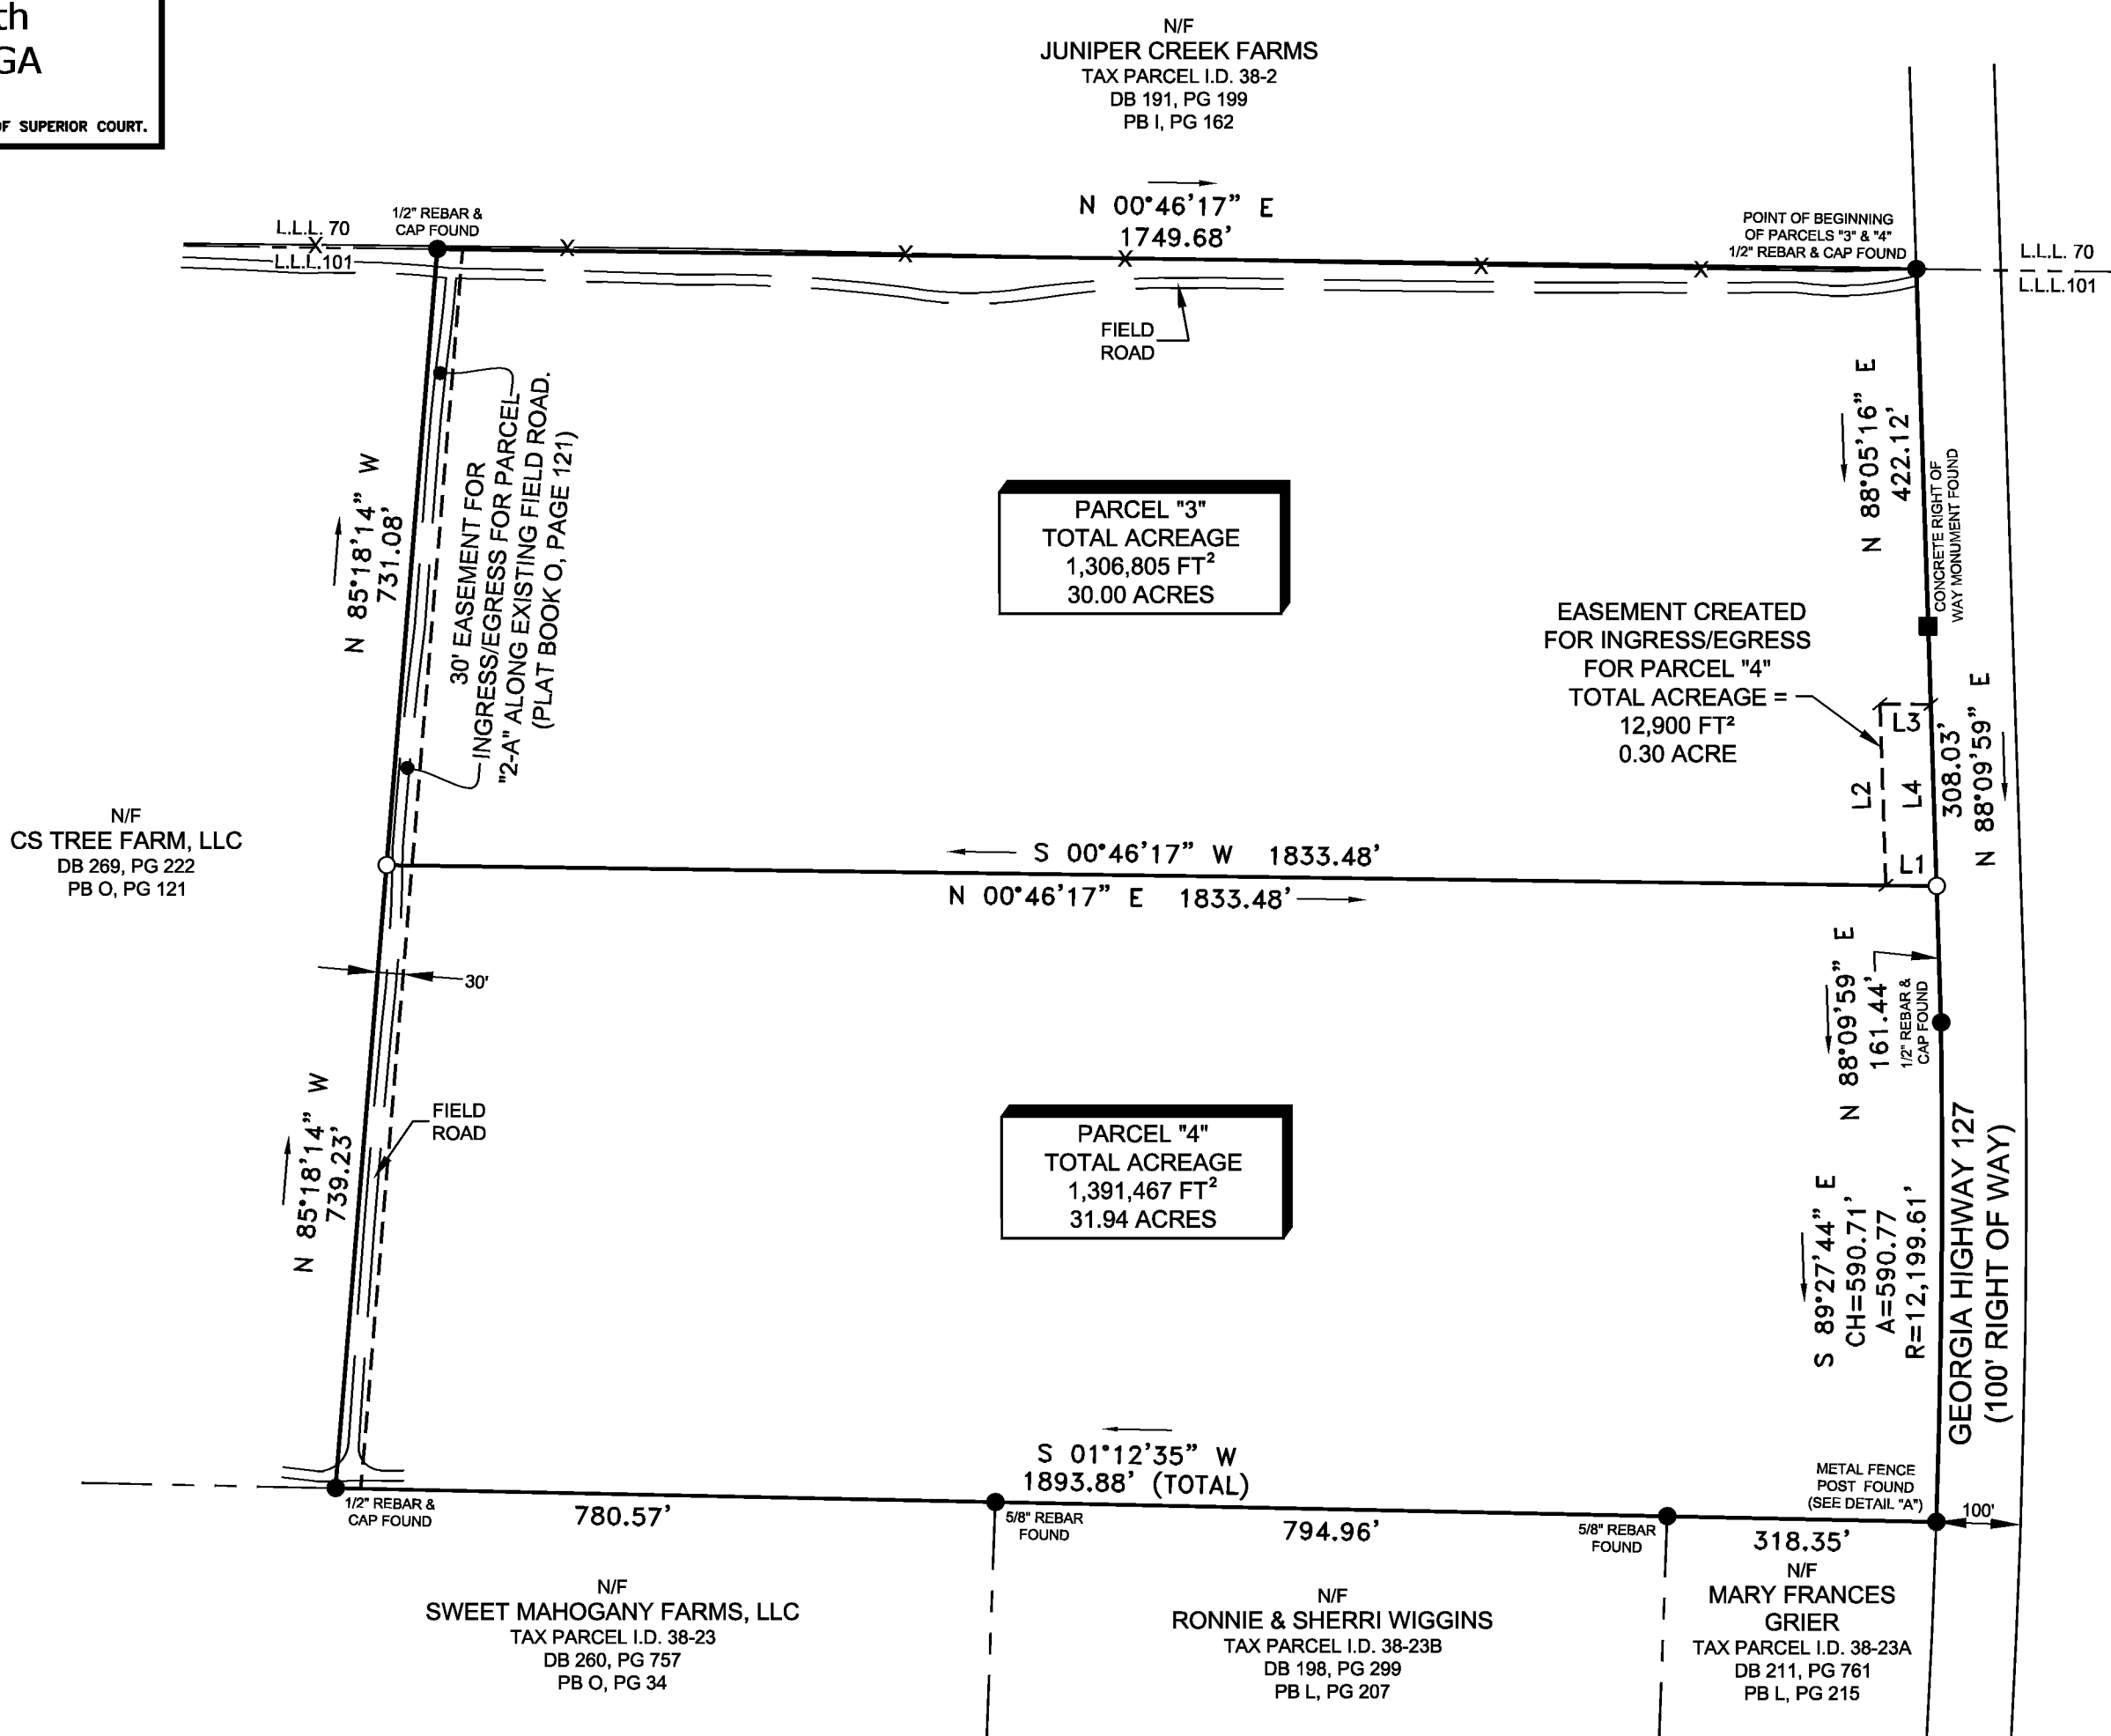 th
GA
OF SUPERIOR COURT.
N/F
JUNIPER CREEK FARMS
TAX PARCEL I.D. 38-2
DB 191, PG 199
PB I, PG 162
N 00°46'17" E
1749.68'
L.L.L. 70
L.L.L.101
1/2" REBAR &
CAP FOUND
POINT OF BEGINNING
OF PARCELS "3" & "4"
1/2" REBAR & CAP FOUND
L.L.L. 70
L.L.L.101
FIELD
ROAD
N 85°18'14" W
731.08'
30' EASEMENT FOR
INGRESS/EGRESS FOR PARCEL
"2-A" ALONG EXISTING FIELD ROAD.
(PLAT BOOK O, PAGE 121)
PARCEL "3"
TOTAL ACREAGE
1,306,805 FT²
30.00 ACRES
N 88°05'16" E
422.12'
CONCRETE RIGHT OF
WAY MONUMENT FOUND
EASEMENT CREATED
FOR INGRESS/EGRESS
FOR PARCEL "4"
TOTAL ACREAGE =
12,900 FT²
0.30 ACRE
L3
L2
L4
L1
308.03'
N 88°09'59" E
N/F
CS TREE FARM, LLC
DB 269, PG 222
PB O, PG 121
S 00°46'17" W 1833.48'
N 00°46'17" E 1833.48'
30'
N 88°09'59" E
161.44'
1/2" REBAR &
CAP FOUND
N 85°18'14" W
739.23'
FIELD
ROAD
PARCEL "4"
TOTAL ACREAGE
1,391,467 FT²
31.94 ACRES
S 89°27'44" E
CH=590.71'
A=590.77
R=12,199.61'
GEORGIA HIGHWAY 127
(100' RIGHT OF WAY)
S 01°12'35" W
1893.88' (TOTAL)
METAL FENCE
POST FOUND
(SEE DETAIL "A")
100'
1/2" REBAR &
CAP FOUND
780.57'
5/8" REBAR
FOUND
794.96'
5/8" REBAR
FOUND
318.35'
N/F
SWEET MAHOGANY FARMS, LLC
TAX PARCEL I.D. 38-23
DB 260, PG 757
PB O, PG 34
N/F
RONNIE & SHERRI WIGGINS
TAX PARCEL I.D. 38-23B
DB 198, PG 299
PB L, PG 207
N/F
MARY FRANCES
GRIER
TAX PARCEL I.D. 38-23A
DB 211, PG 761
PB L, PG 215